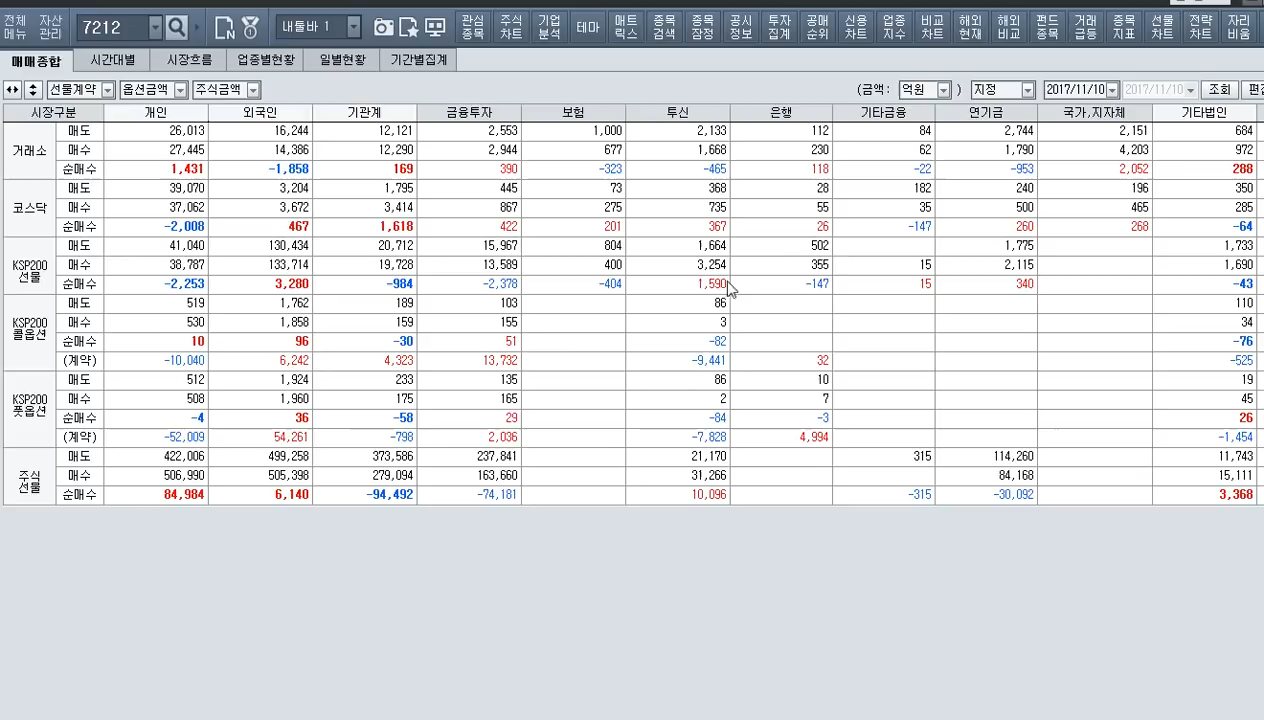 전체 자산 7212 내툴바 1 관심 주식 기업 테마 매트 종목 종목 공시 투자 공매 신용 업종 비교 해외 해외 펀드 거래 종목 선물 전략 자리
메뉴 관리 종목 차트 분석 릭스 검색 잠정 정보 집계 순위 차트 지수 차트 현재 비교 종목 급등 지표 차트 차트 비움
매매종합 시간대별 시장흐름 업종별현황 일별현황 기간별집계
선물계약 옵션금액 주식금액 (금액: 억원 ) 지정 2017/11/10 2017/11/10 조회
시장구분 개인 외국인 기관계 금융투자 보험 투신 은행 기타금융 연기금 국가,지자체 기타법인
거래소 매도 26,013 16,244 12,121 2,553 1,000 2,133 112 84 2,744 2,151 684
매수 27,445 14,386 12,290 2,944 677 1,668 230 62 1,790 4,203 972
순매수 1,431 -1,858 169 390 -323 -465 118 -22 -953 2,052 288
코스닥 매도 39,070 3,204 1,795 445 73 368 28 182 240 196 350
매수 37,062 3,672 3,414 867 275 735 55 35 500 465 285
순매수 -2,008 467 1,618 422 201 367 26 -147 260 268 -64
KSP200 선물 매도 41,040 130,434 20,712 15,967 804 1,664 502 1,775 1,733
매수 38,787 133,714 19,728 13,589 400 3,254 355 15 2,115 1,690
순매수 -2,253 3,280 -984 -2,378 -404 1,590 -147 15 340 -43
KSP200 콜옵션 매도 519 1,762 189 103 86 110
매수 530 1,858 159 155 3 34
순매수 10 96 -30 51 -82 -76
(계약) -10,040 6,242 4,323 13,732 -9,441 32 -525
KSP200 풋옵션 매도 512 1,924 233 135 86 10 19
매수 508 1,960 175 165 2 7 45
순매수 -4 36 -58 29 -84 -3 26
(계약) -52,009 54,261 -798 2,036 -7,828 4,994 -1,454
주식 선물 매도 422,006 499,258 373,586 237,841 21,170 315 114,260 11,743
매수 506,990 505,398 279,094 163,660 31,266 84,168 15,111
순매수 84,984 6,140 -94,492 -74,181 10,096 -315 -30,092 3,368